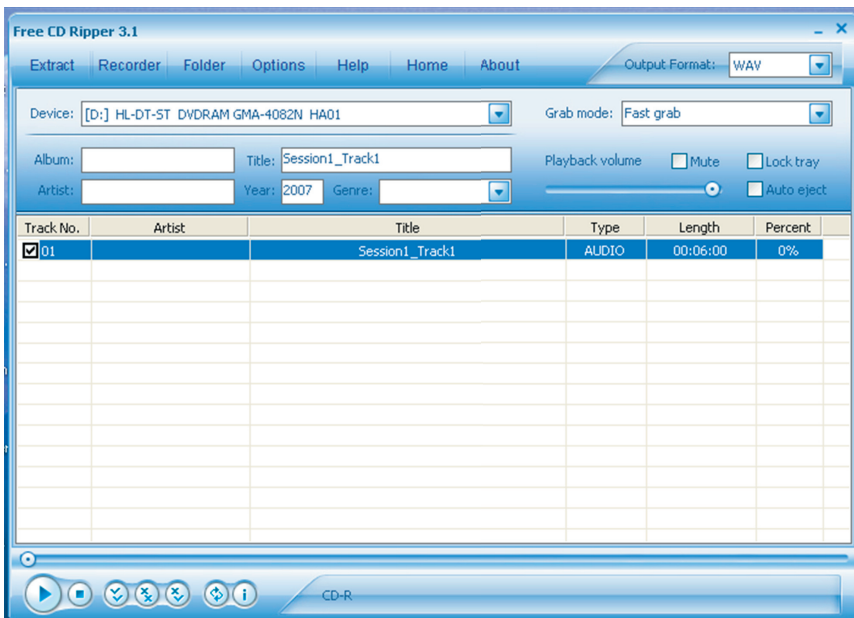 Free CD Ripper 3.1
Extract Recorder Folder Options Help Home About Output Format: WAV
Device: [D:] HL-DT-ST DVDRAM GMA-4082N HA01 Grab mode: Fast grab
Album: Title: Session1_Track1 Playback volume Mute Lock tray
Artist: Year: 2007 Genre: Auto eject
Track No. Artist Title Type Length Percent
01 Session1_Track1 AUDIO 00:06:00 0%
CD-R